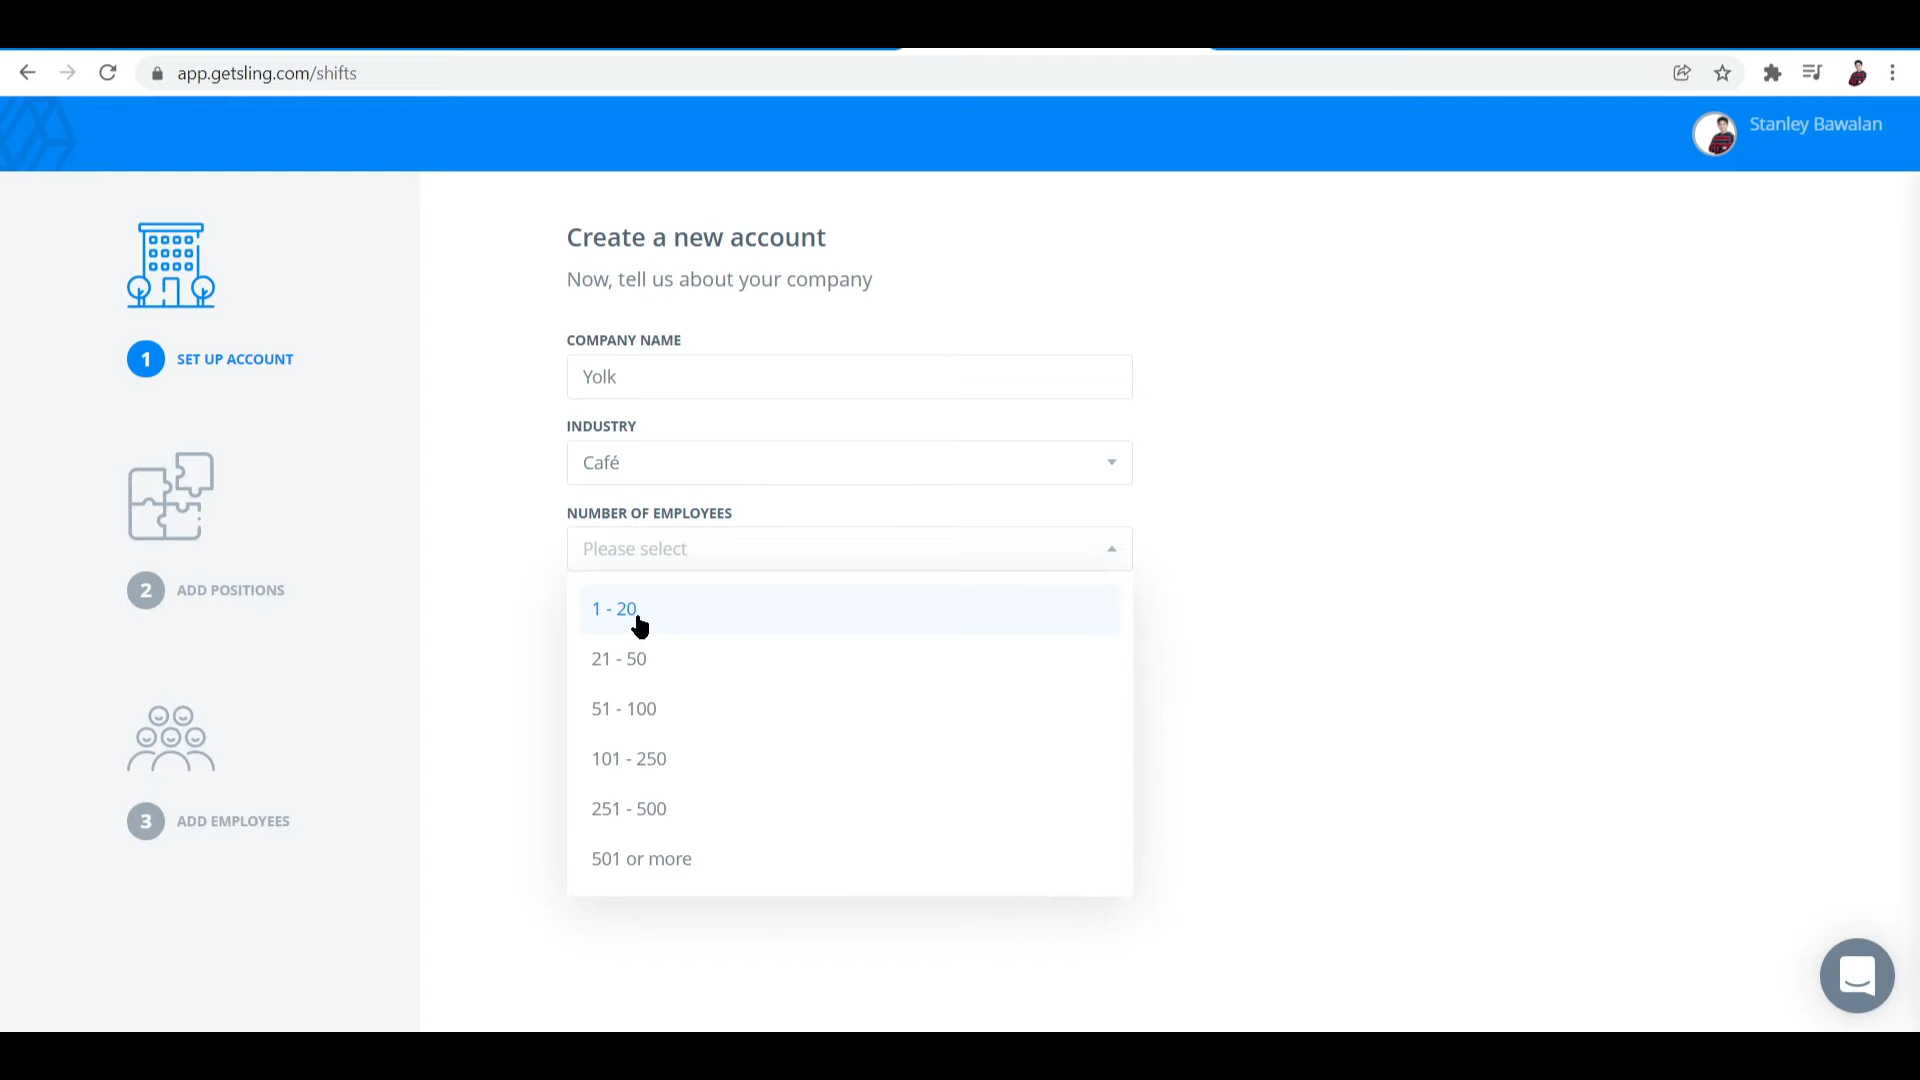 app.getsling.com/shifts
Stanley Bawalan
Create a new account
Now, tell us about your company
COMPANY NAME
Yolk
INDUSTRY
Café
NUMBER OF EMPLOYEES
Please select
1 - 20
21 - 50
51 - 100
101 - 250
251 - 500
501 or more
1 SET UP ACCOUNT
2 ADD POSITIONS
3 ADD EMPLOYEES